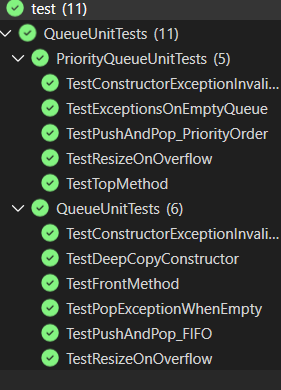 test (11)
QueueUnitTests (11)
PriorityQueueUnitTests (5)
TestConstructorExceptionInvali...
TestExceptionsOnEmptyQueue
TestPushAndPop_PriorityOrder
TestResizeOnOverflow
TestTopMethod
QueueUnitTests (6)
TestConstructorExceptionInvali...
TestDeepCopyConstructor
TestFrontMethod
TestPopExceptionWhenEmpty
TestPushAndPop_FIFO
TestResizeOnOverflow